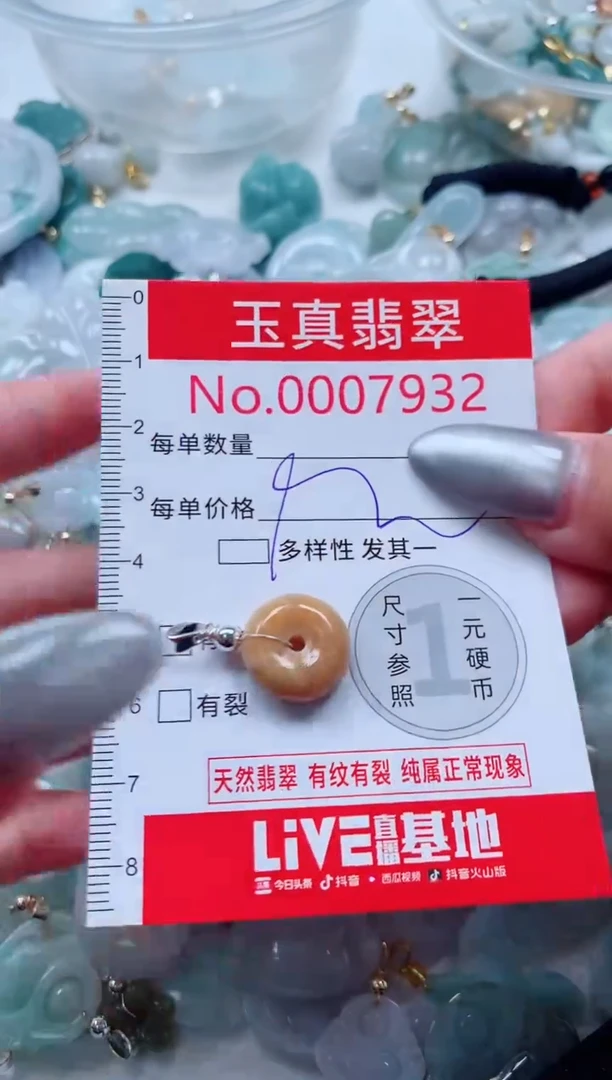 0
玉真翡翠
1
No.0007932
2
每单数量
3
每单价格
多样性 发其一
4
尺寸参照
1
一元硬币
6
有裂
天然翡翠 有纹有裂 纯属正常现象
7
LiVE直播基地
8
今日头条 抖音 西瓜视频 抖音火山版